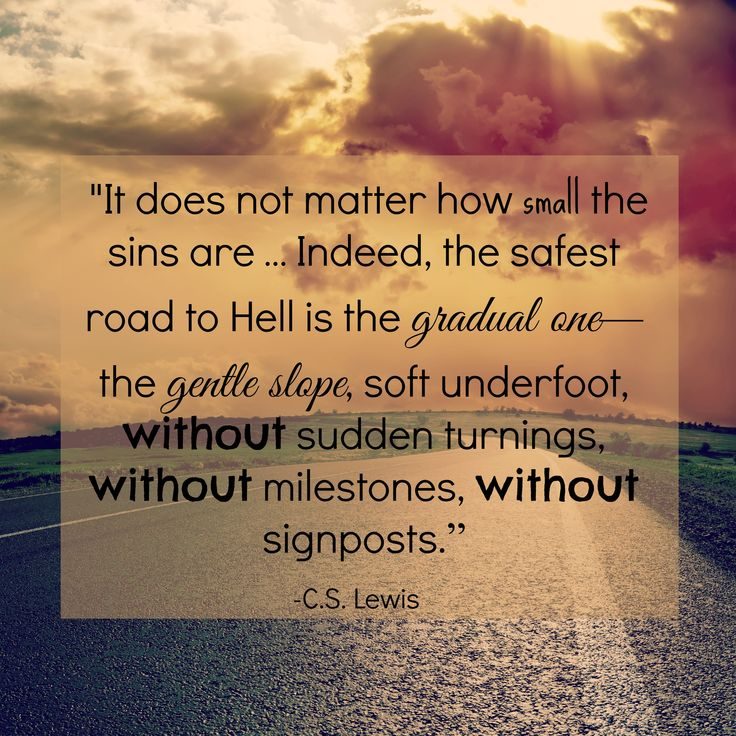 "It does not matter how small the
sins are ... Indeed, the safest
road to Hell is the gradual one—
the gentle slope, soft underfoot,
without sudden turnings,
without milestones, without
signposts.”
-C.S. Lewis